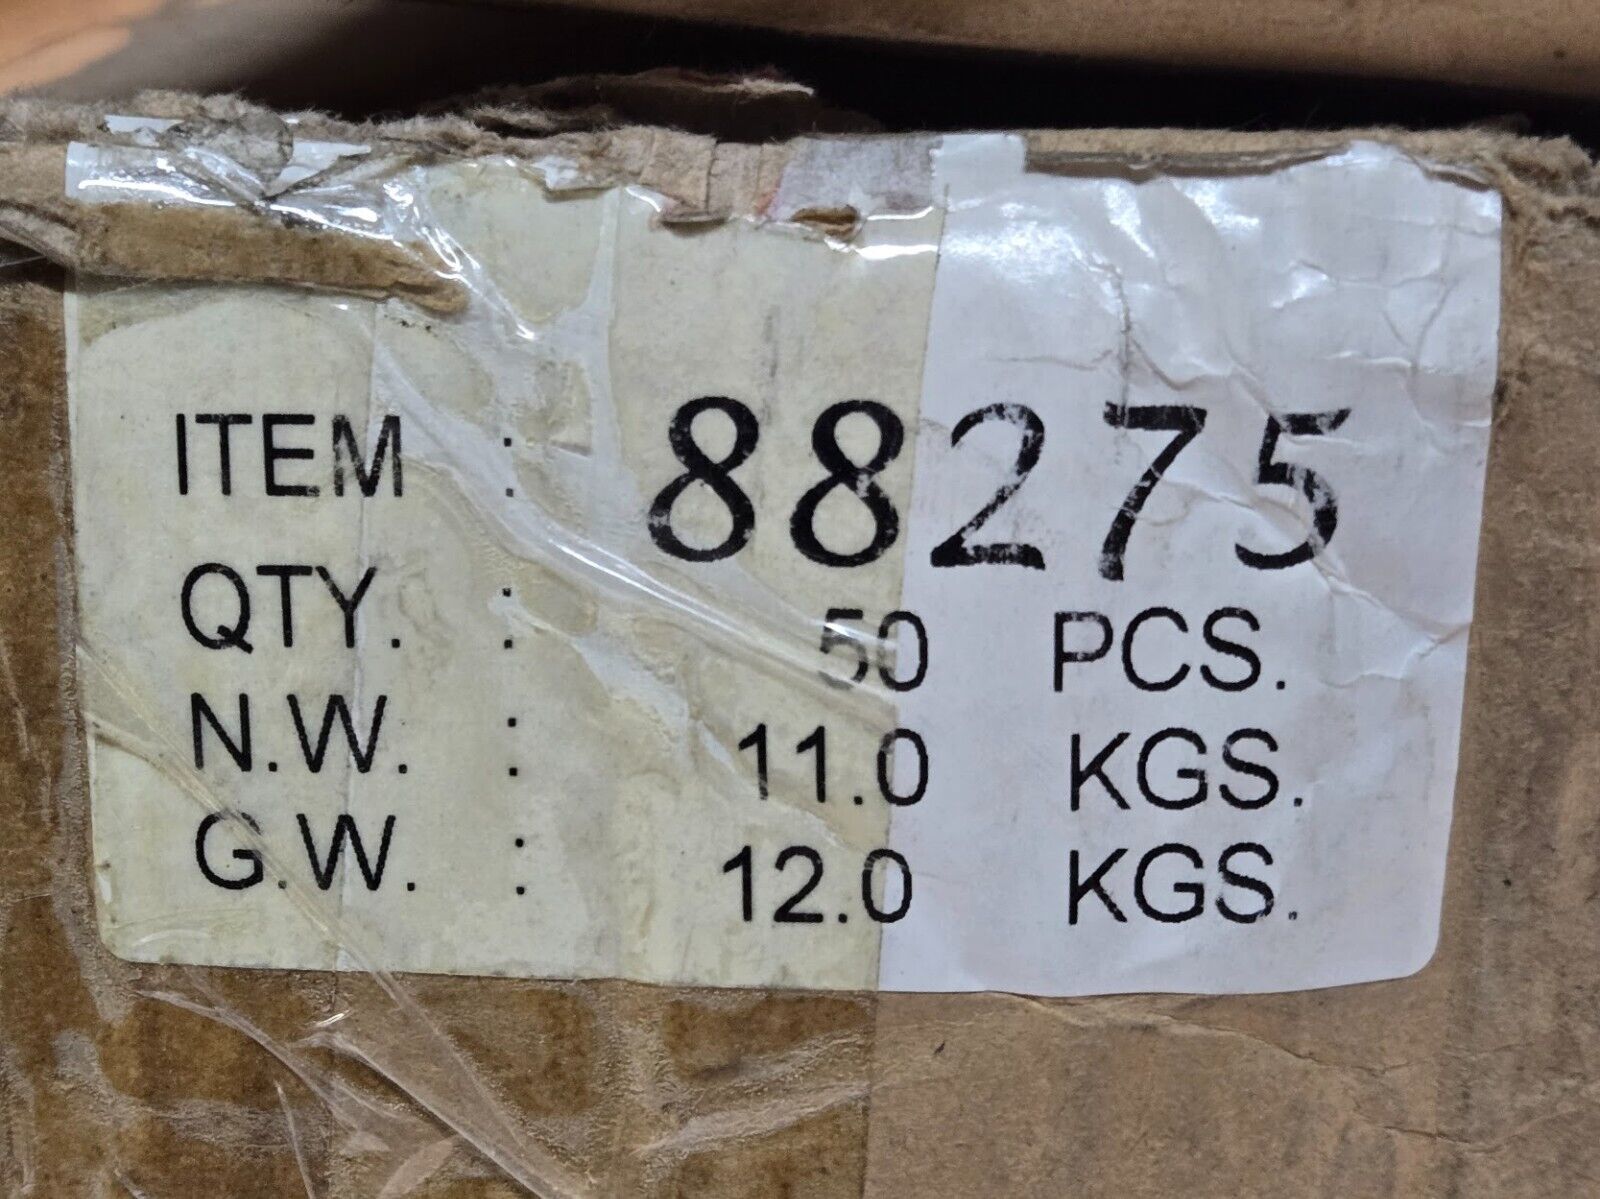 ITEM : 88275
QTY. : 50 PCS.
N.W. : 11.0 KGS.
G.W. : 12.0 KGS.